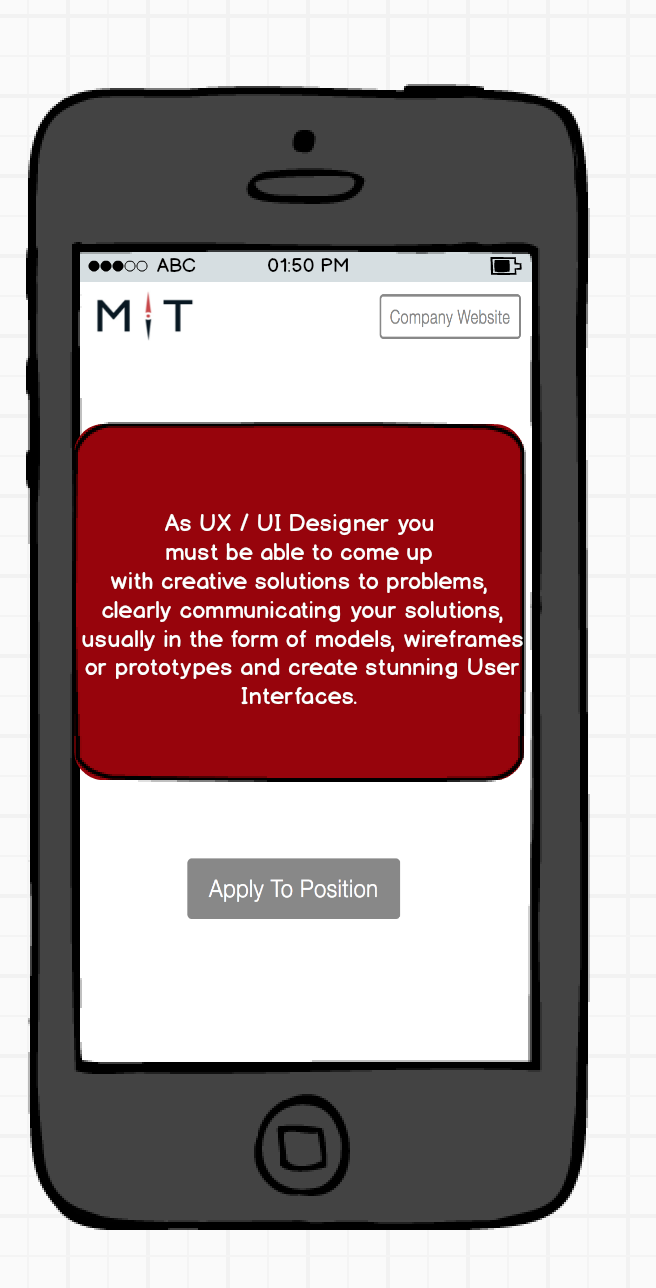 ABC 01:50 PM
M T Company Website
As UX / UI Designer you
must be able to come up
with creative solutions to problems,
clearly communicating your solutions,
usually in the form of models, wireframes
or prototypes and create stunning User
Interfaces.
Apply To Position